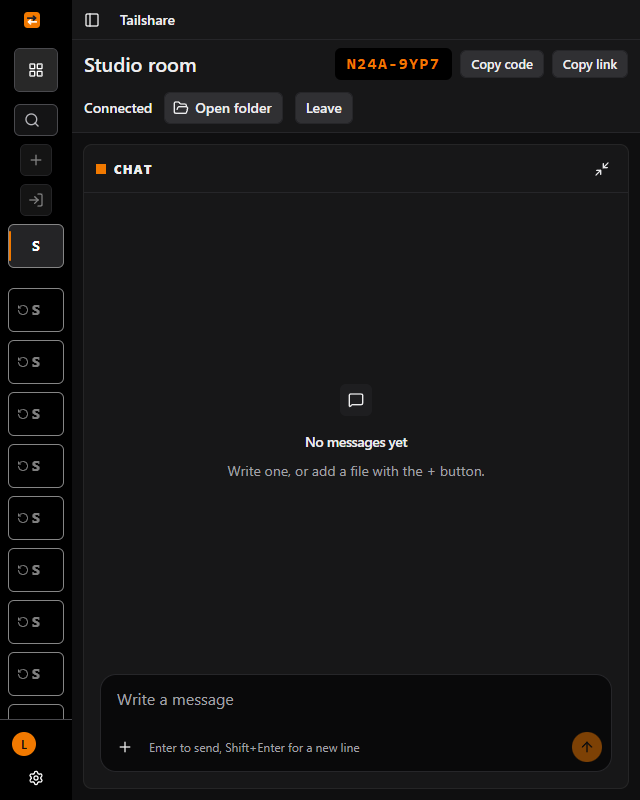 Tailshare
Studio room
N24A-9YP7
Copy code
Copy link
Connected
Open folder
Leave
CHAT
S
S
S
S
S
S
S
S
S
No messages yet
Write one, or add a file with the + button.
Write a message
Enter to send, Shift+Enter for a new line
L